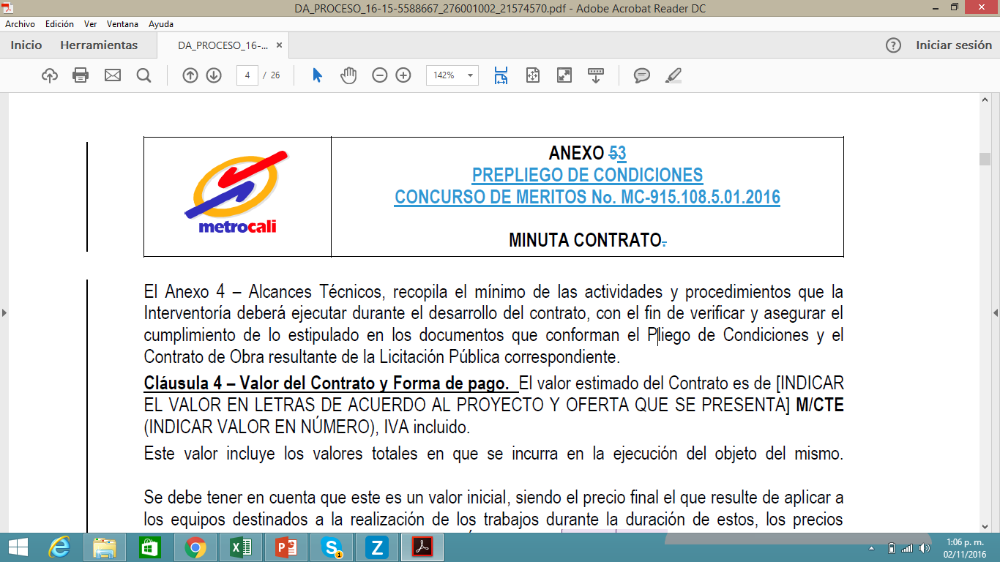 DA_PROCESO_16-15-5588667_276001002_21574570.pdf - Adobe Acrobat Reader DC
Archivo Edición Ver Ventana Ayuda
Inicio Herramientas DA_PROCESO_16-... × ? Iniciar sesión
4 / 26 142%
metrocali
ANEXO 53
PREPLIEGO DE CONDICIONES
CONCURSO DE MERITOS No. MC-915.108.5.01.2016
MINUTA CONTRATO.
El Anexo 4 – Alcances Técnicos, recopila el mínimo de las actividades y procedimientos que la
Interventoría deberá ejecutar durante el desarrollo del contrato, con el fin de verificar y asegurar el
cumplimiento de lo estipulado en los documentos que conforman el Pliego de Condiciones y el
Contrato de Obra resultante de la Licitación Pública correspondiente.
Cláusula 4 – Valor del Contrato y Forma de pago. El valor estimado del Contrato es de [INDICAR
EL VALOR EN LETRAS DE ACUERDO AL PROYECTO Y OFERTA QUE SE PRESENTA] M/CTE
(INDICAR VALOR EN NÚMERO), IVA incluido.
Este valor incluye los valores totales en que se incurra en la ejecución del objeto del mismo.
Se debe tener en cuenta que este es un valor inicial, siendo el precio final el que resulte de aplicar a
los equipos destinados a la realización de los trabajos durante la duración de estos, los precios
1:06 p. m.
02/11/2016